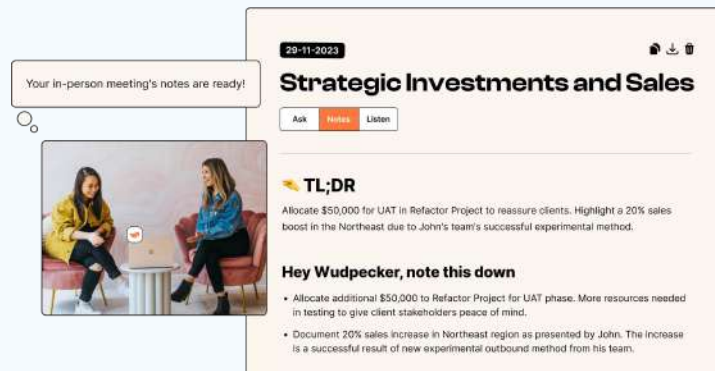 Your in-person meeting's notes are ready!
29-11-2023
Strategic Investments and Sales
Ask Notes Listen
TL;DR
Allocate $50,000 for UAT in Refactor Project to reassure clients. Highlight a 20% sales
boost in the Northeast due to John's team's successful experimental method.
Hey Wudpecker, note this down
• Allocate additional $50,000 to Refactor Project for UAT phase. More resources needed
in testing to give client stakeholders peace of mind.
• Document 20% sales increase in Northeast region as presented by John. The increase
is a successful result of new experimental outbound method from his team.